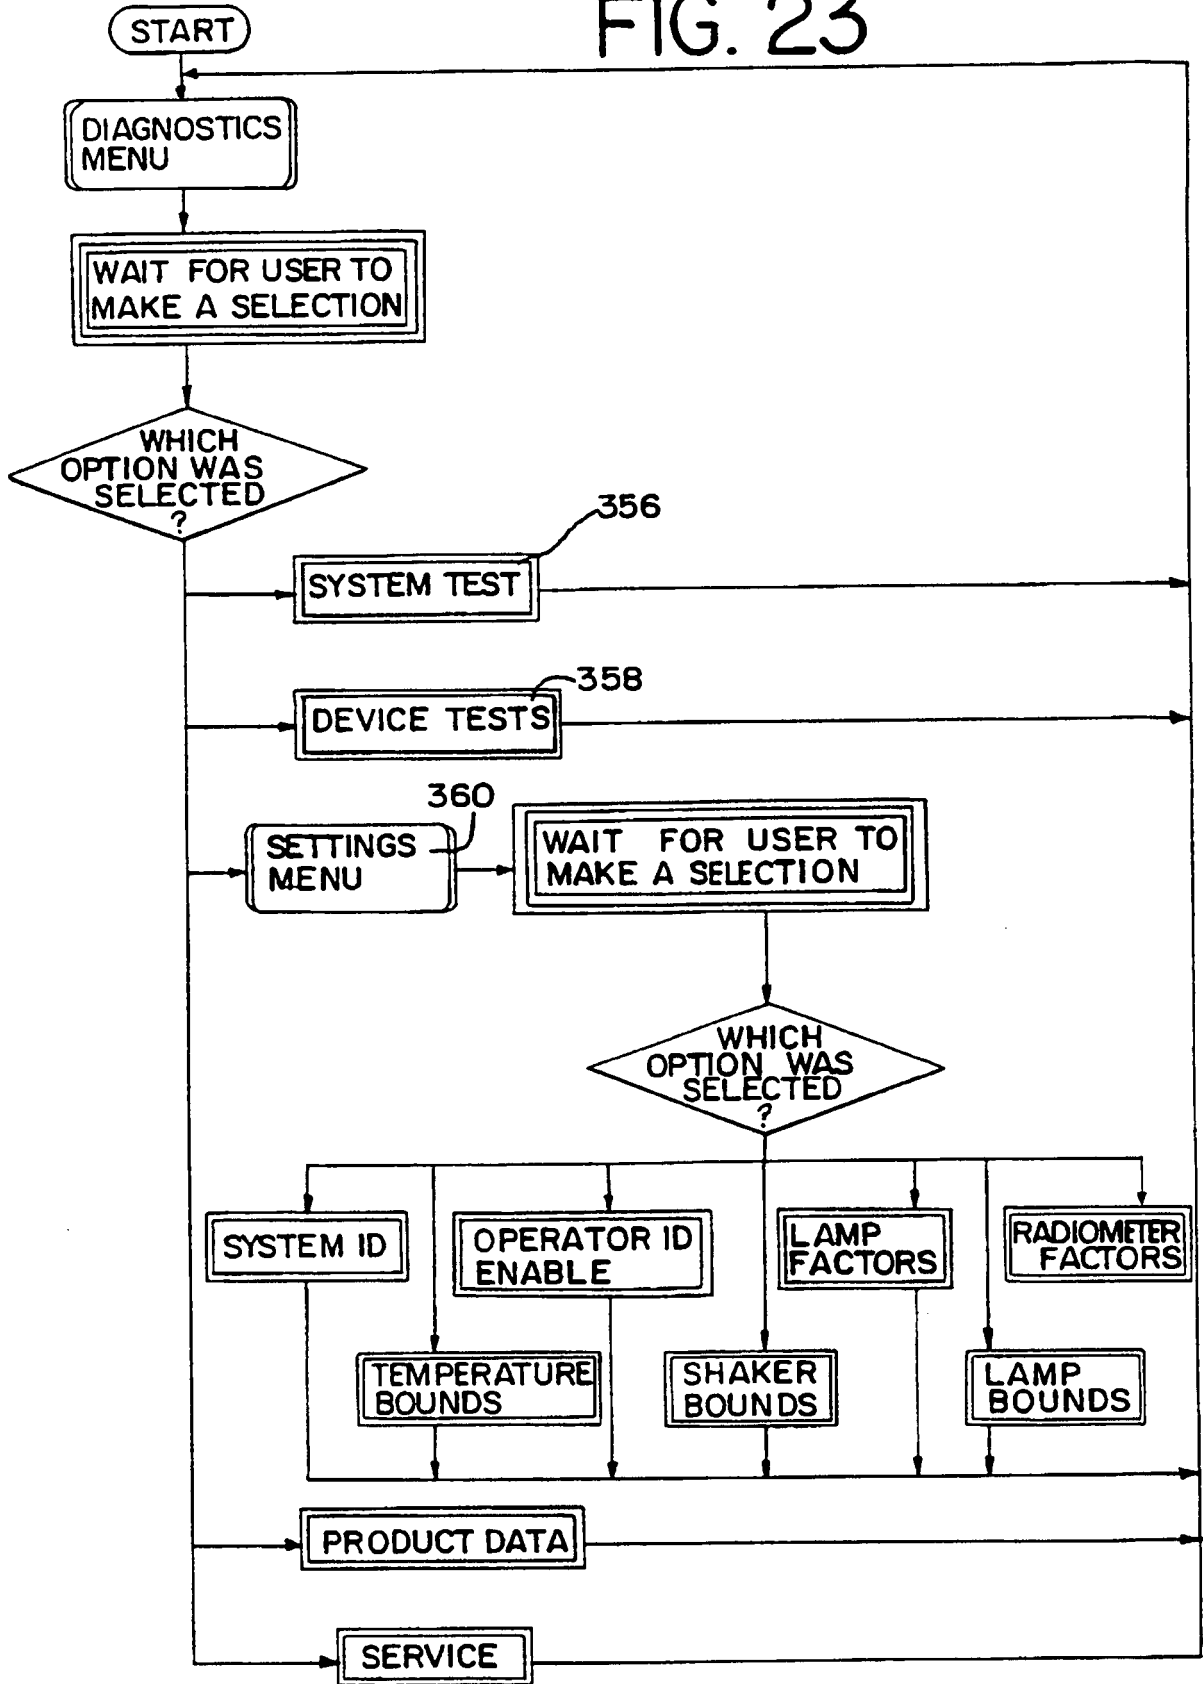 FIG. 23
START
DIAGNOSTICS
MENU
WAIT FOR USER TO
MAKE A SELECTION
WHICH
OPTION WAS
SELECTED
?
356
SYSTEM TEST
358
DEVICE TESTS
360
SETTINGS
MENU
WAIT FOR USER TO
MAKE A SELECTION
WHICH
OPTION WAS
SELECTED
?
SYSTEM ID
OPERATOR ID
ENABLE
LAMP
FACTORS
RADIOMETER
FACTORS
TEMPERATURE
BOUNDS
SHAKER
BOUNDS
LAMP
BOUNDS
PRODUCT DATA
SERVICE